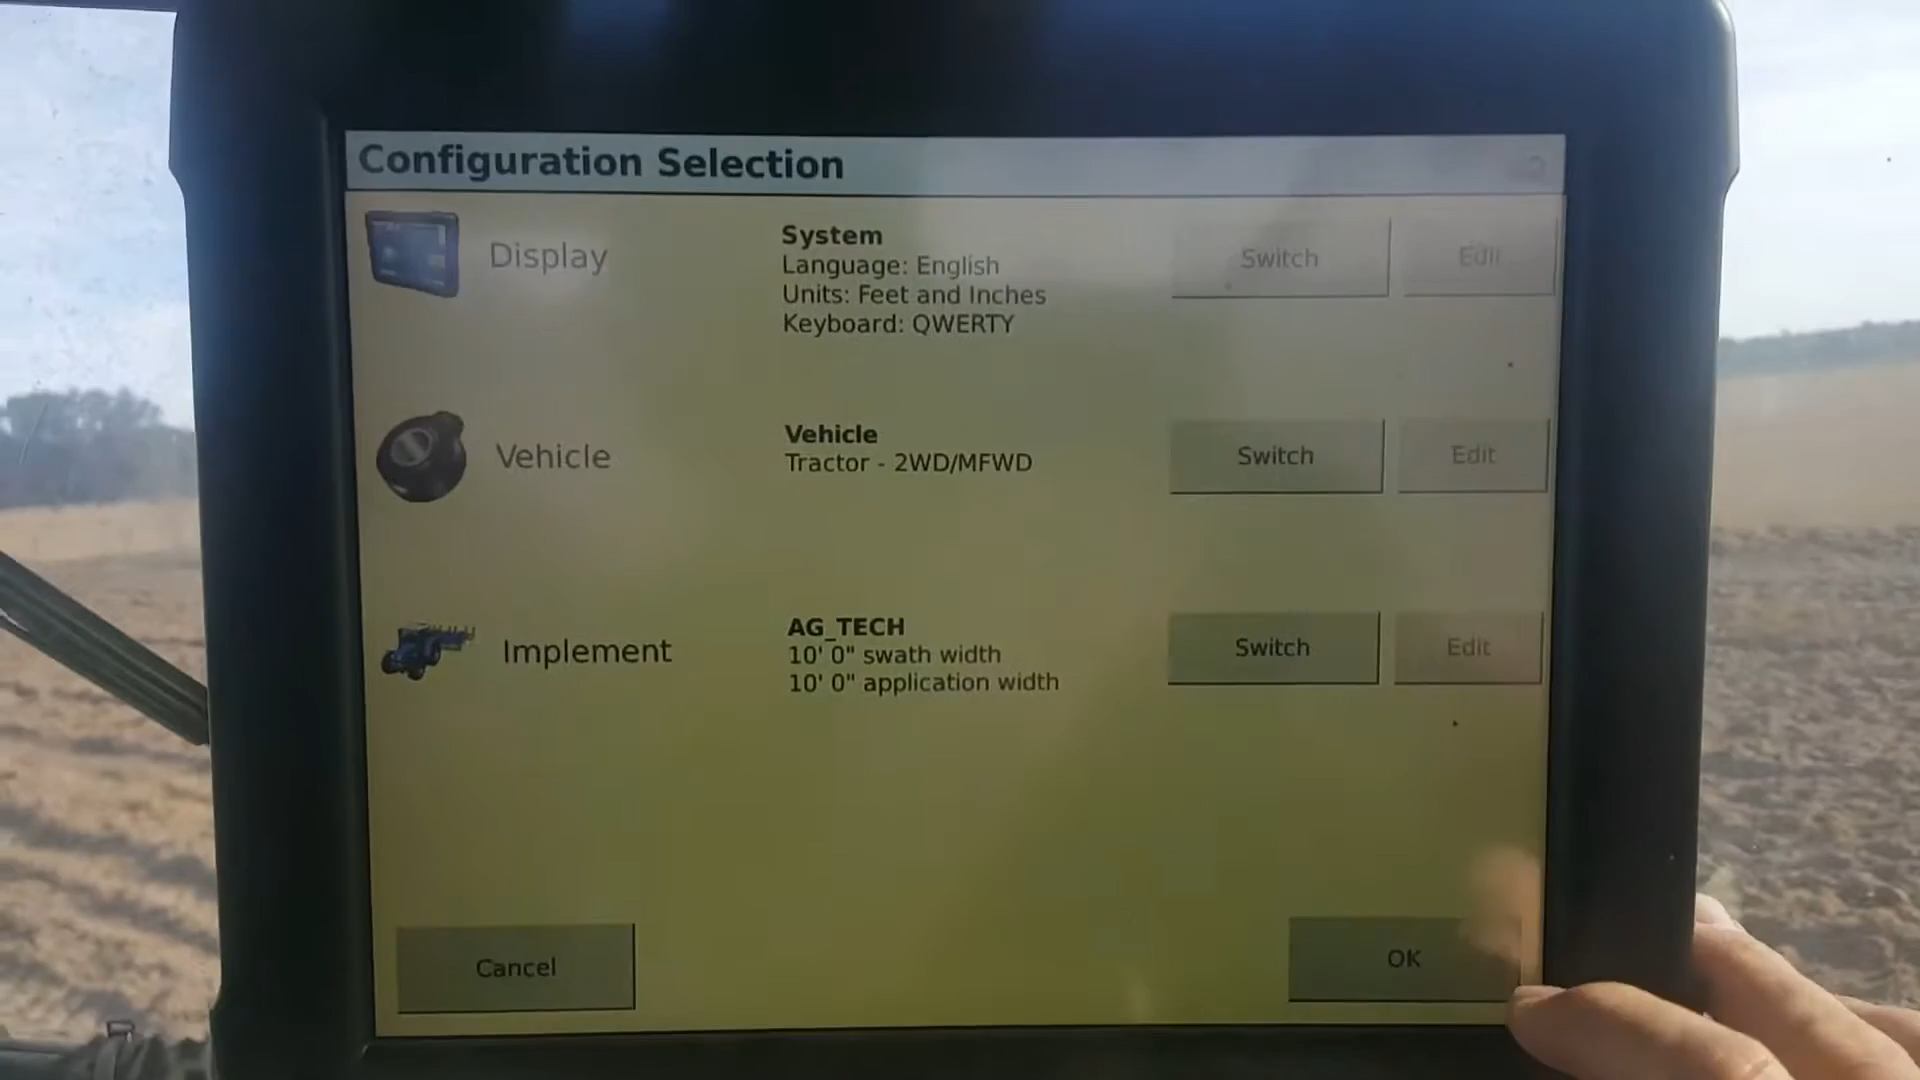 Configuration Selection
Display
System
Language: English
Units: Feet and Inches
Keyboard: QWERTY
Switch
Edit
Vehicle
Vehicle
Tractor - 2WD/MFWD
Switch
Edit
Implement
AG_TECH
10' 0" swath width
10' 0" application width
Switch
Edit
Cancel
OK